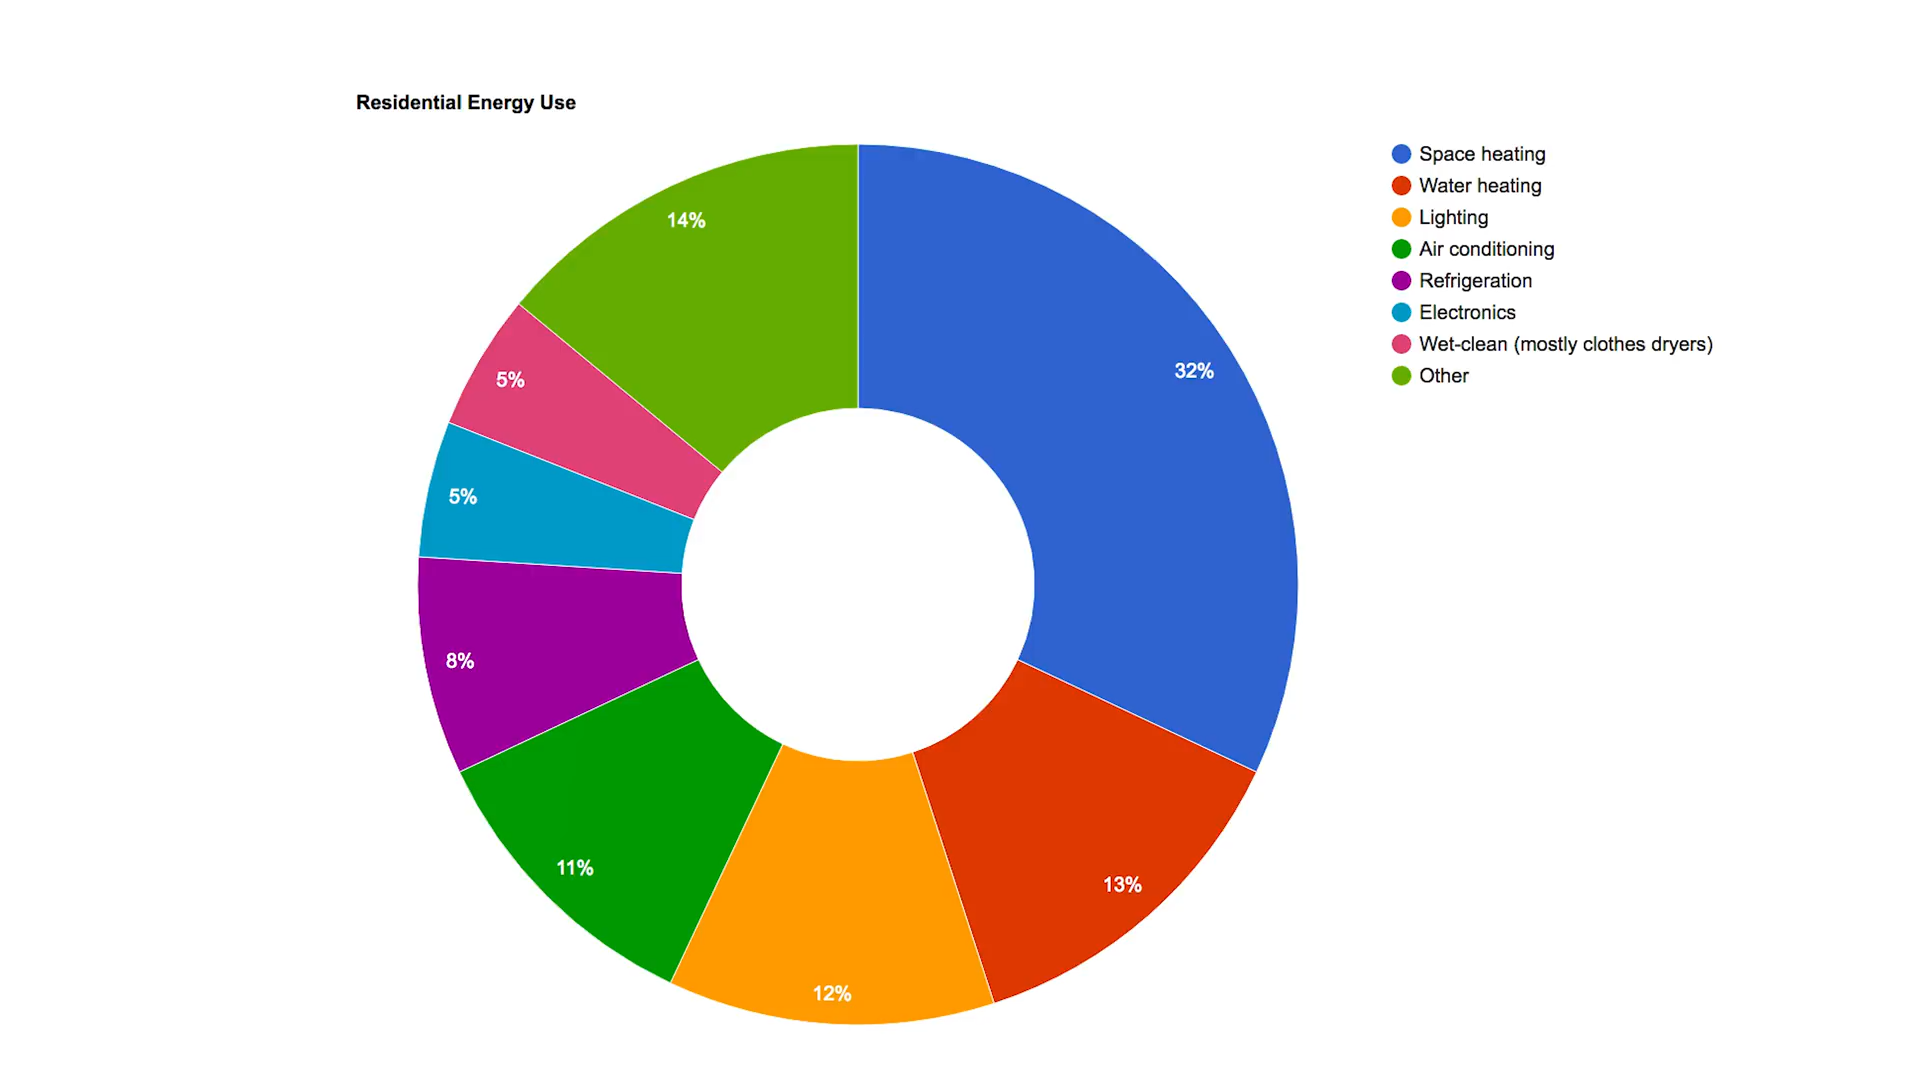 Residential Energy Use
Space heating
Water heating
Lighting
Air conditioning
Refrigeration
Electronics
Wet-clean (mostly clothes dryers)
Other
14%
32%
5%
5%
8%
11%
13%
12%